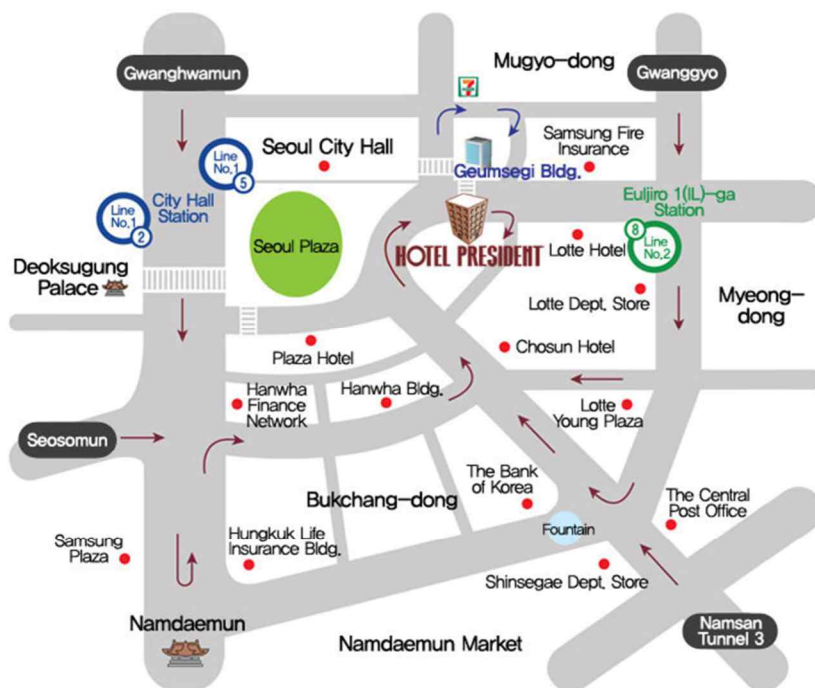 Mugyo-dong
Gwanghwamun
Gwanggyo
7
Seoul City Hall
Samsung Fire
Insurance
Line
No.1
5
Geumsegi Bldg.
City Hall
Station
Line
No.1
2
Euljiro 1(IL)-ga
Station
8
Line
No.2
Seoul Plaza
HOTEL PRESIDENT
Lotte Hotel
Deoksugung
Palace
Lotte Dept. Store
Myeong-
dong
Plaza Hotel
Chosun Hotel
Hanwha
Finance
Network
Hanwha Bldg.
Lotte
Young Plaza
Seosomun
The Bank
of Korea
Bukchang-dong
The Central
Post Office
Fountain
Samsung
Plaza
Hungkuk Life
Insurance Bldg.
Shinsegae Dept. Store
Namdaemun
Namdaemun Market
Namsan
Tunnel 3